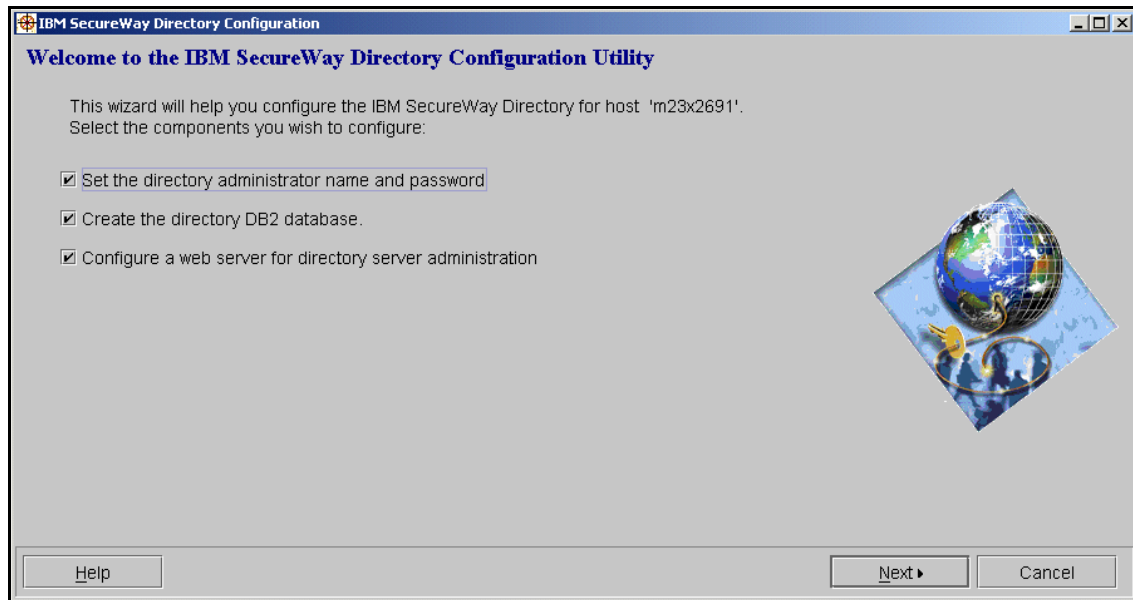 IBM SecureWay Directory Configuration
Welcome to the IBM SecureWay Directory Configuration Utility
This wizard will help you configure the IBM SecureWay Directory for host 'm23x2691'.
Select the components you wish to configure:
Set the directory administrator name and password
Create the directory DB2 database.
Configure a web server for directory server administration
Help
Next
Cancel